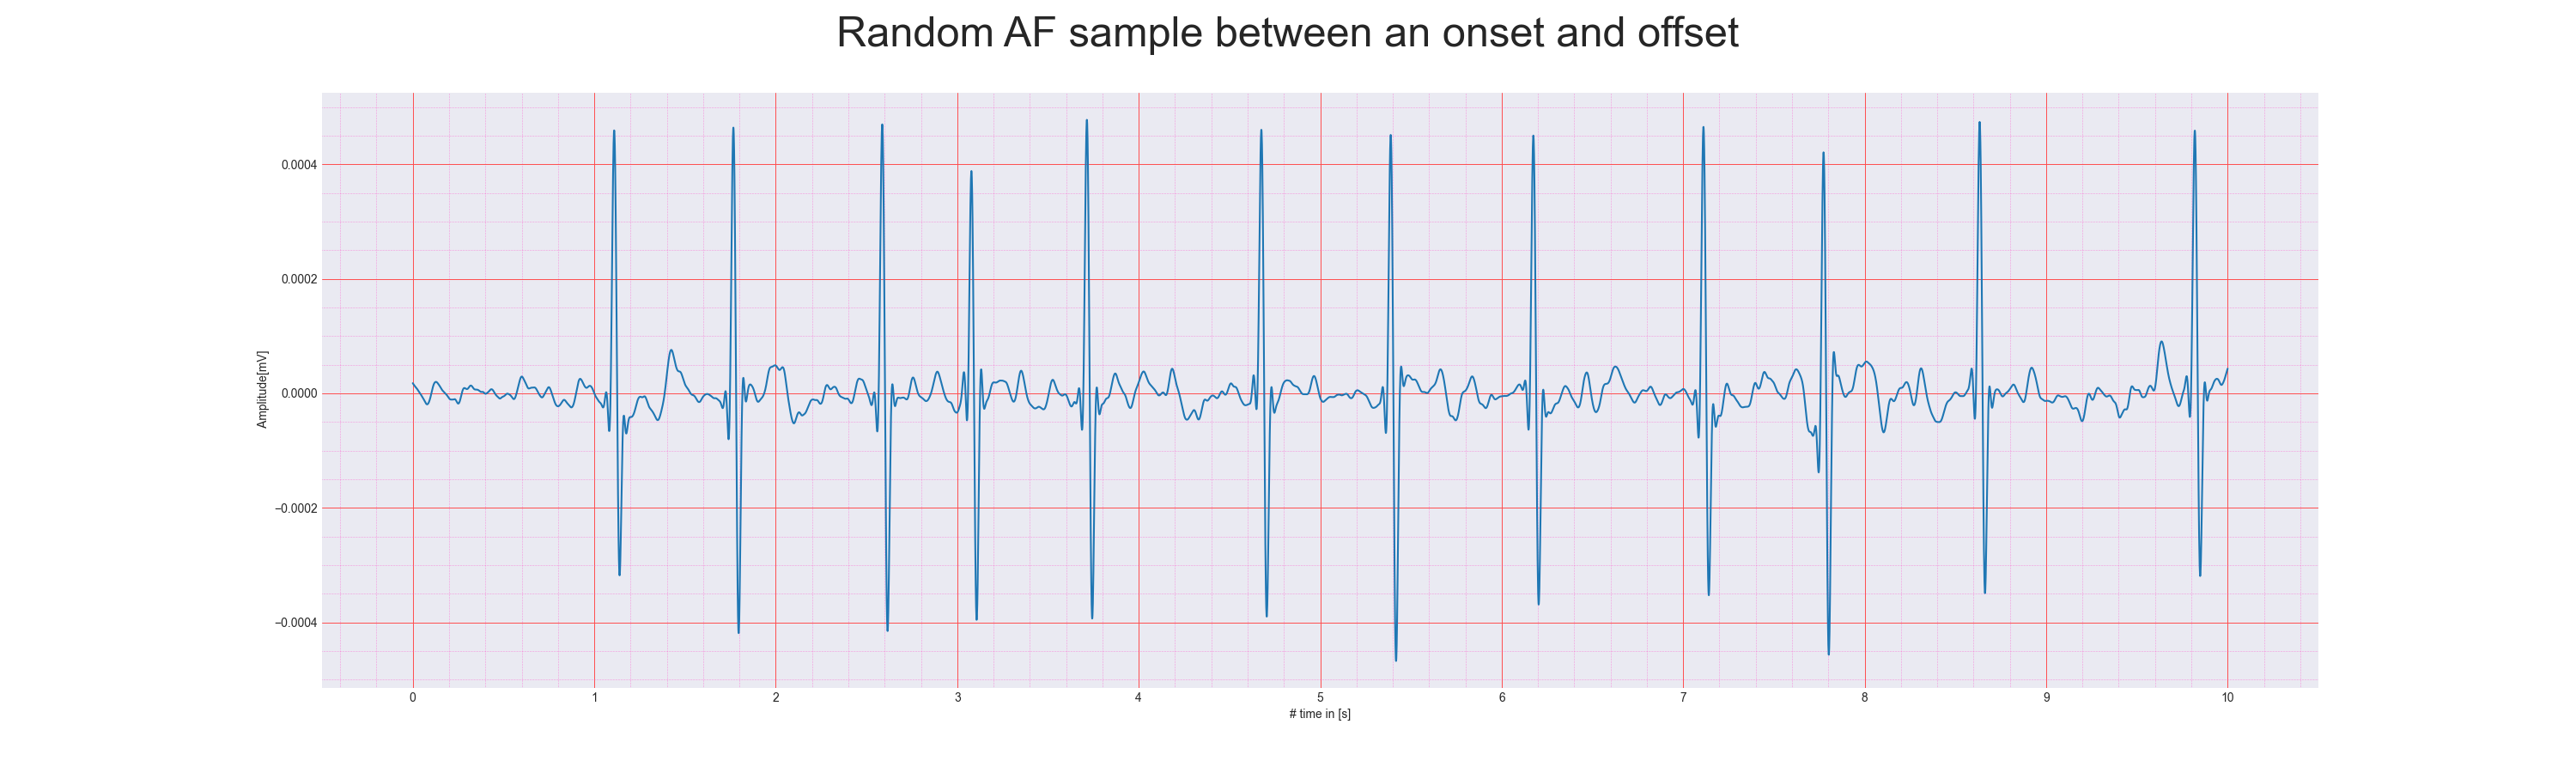 Random AF sample between an onset and offset
Amplitude[mV]
0.0004
0.0002
0.0000
−0.0002
−0.0004
0 1 2 3 4 5 6 7 8 9 10
# time in [s]